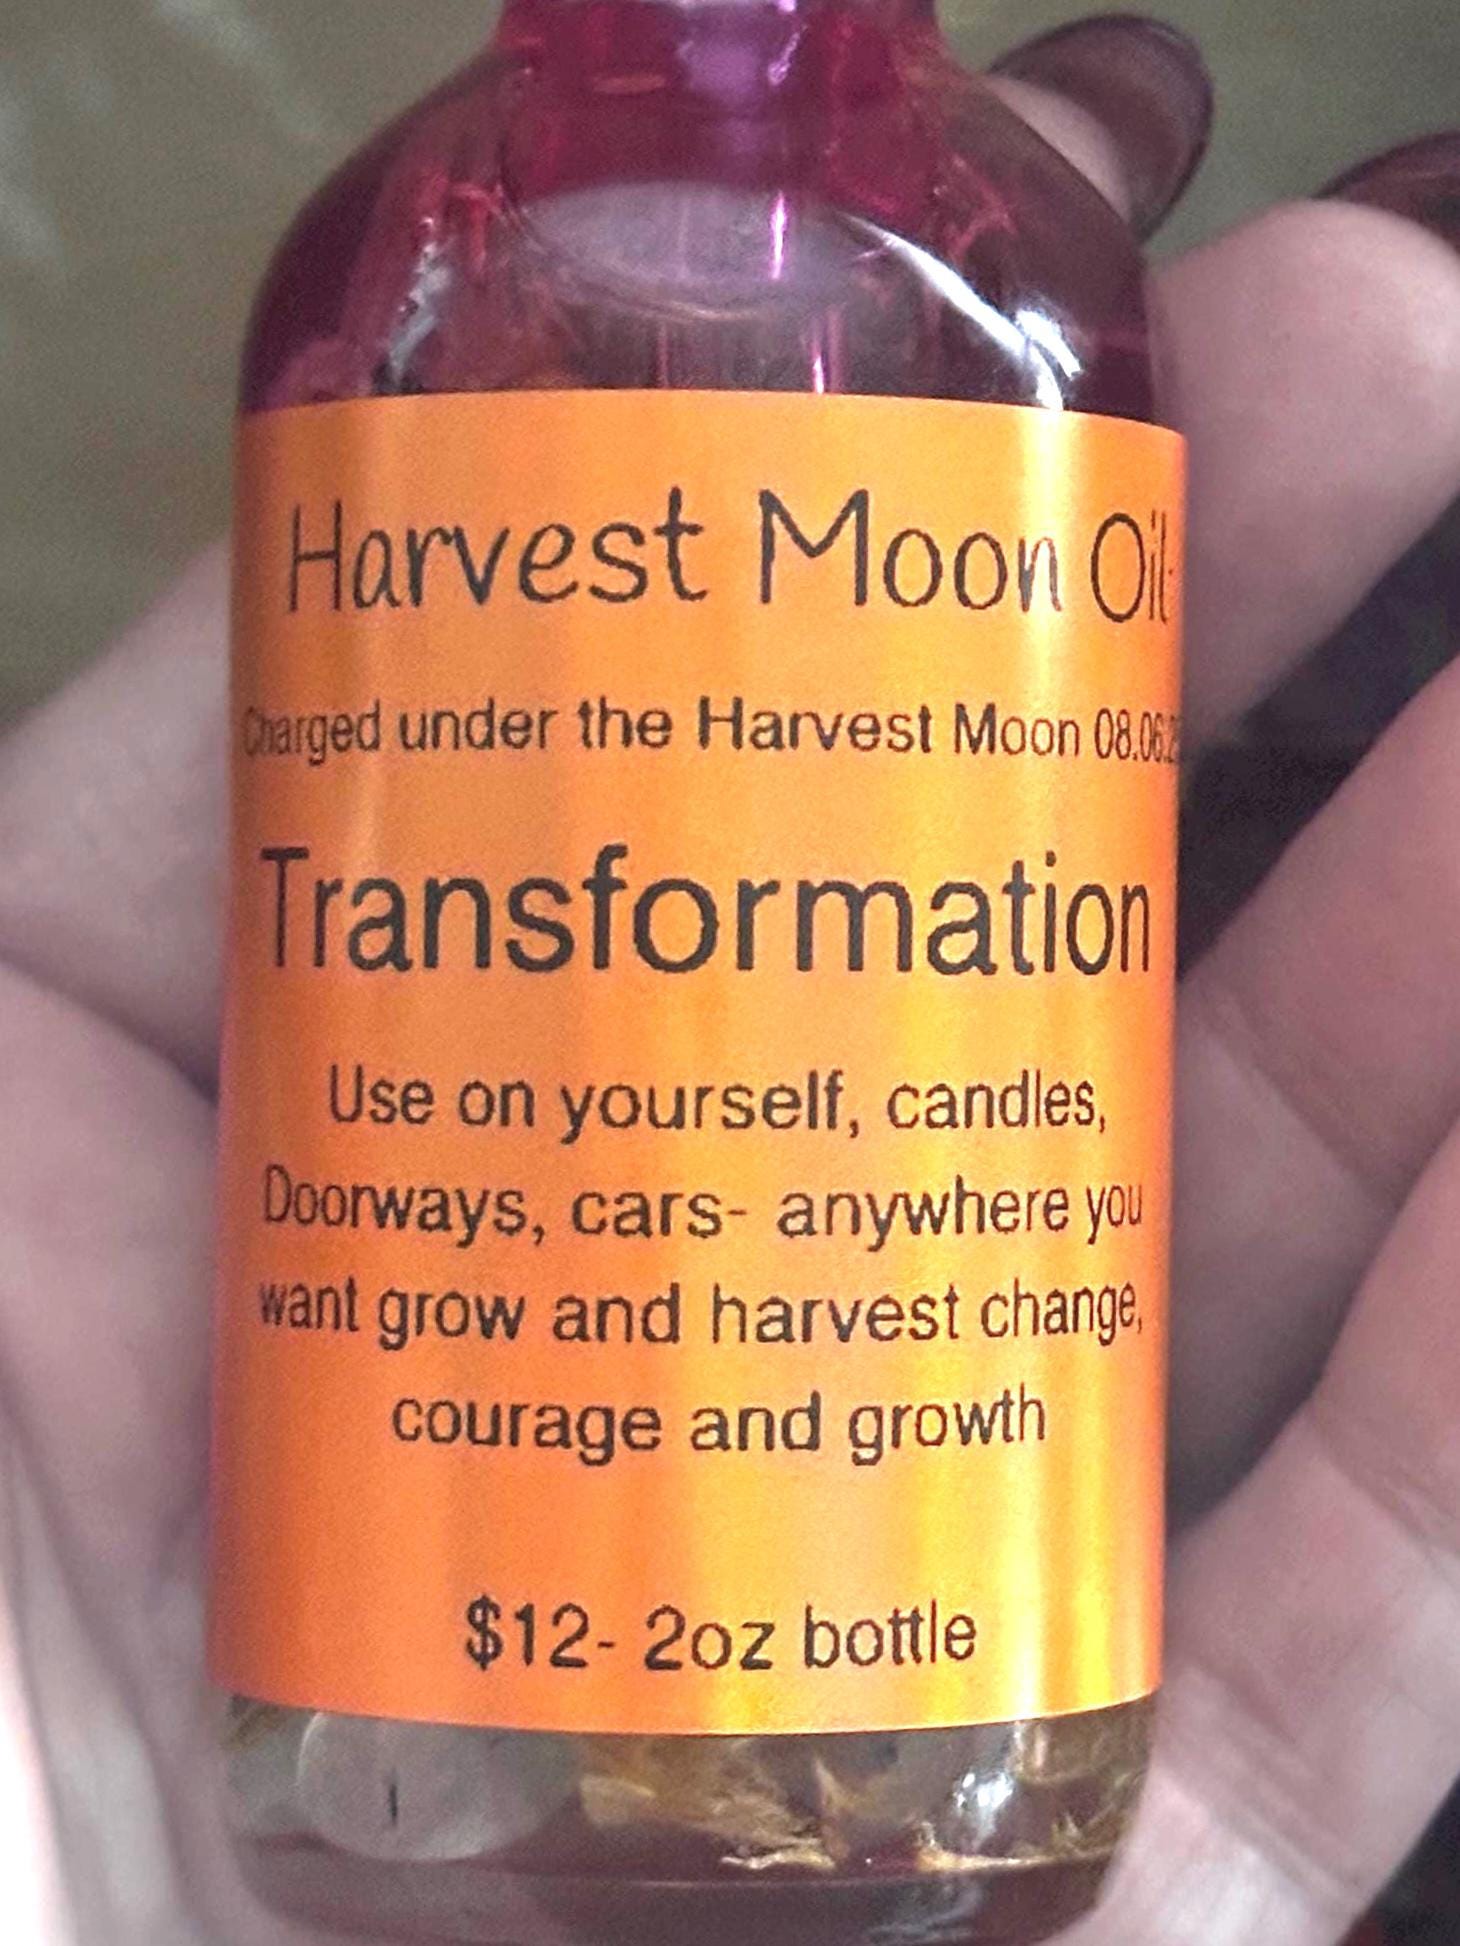 Harvest Moon Oil-
Charged under the Harvest Moon
Transformation
Use on yourself, candles,
Doorways, cars- anywhere you
want grow and harvest change,
courage and growth
$12- 2oz bottle